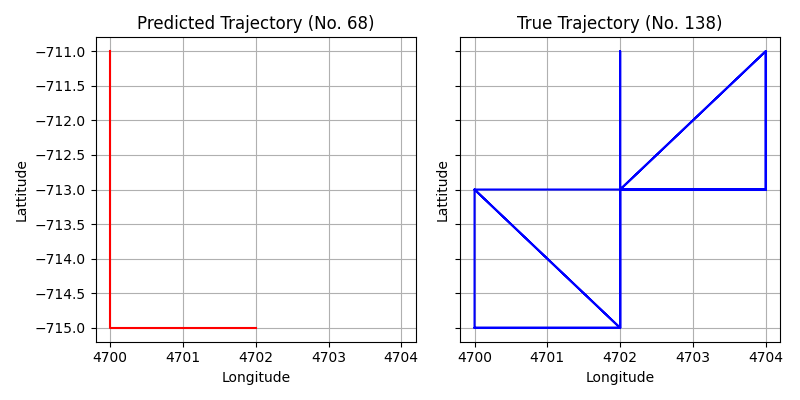 Predicted Trajectory (No. 68)
−711.0
−711.5
−712.0
−712.5
−713.0
−713.5
−714.0
−714.5
−715.0
Lattitude
4700 4701 4702 4703 4704
Longitude
True Trajectory (No. 138)
Lattitude
4700 4701 4702 4703 4704
Longitude